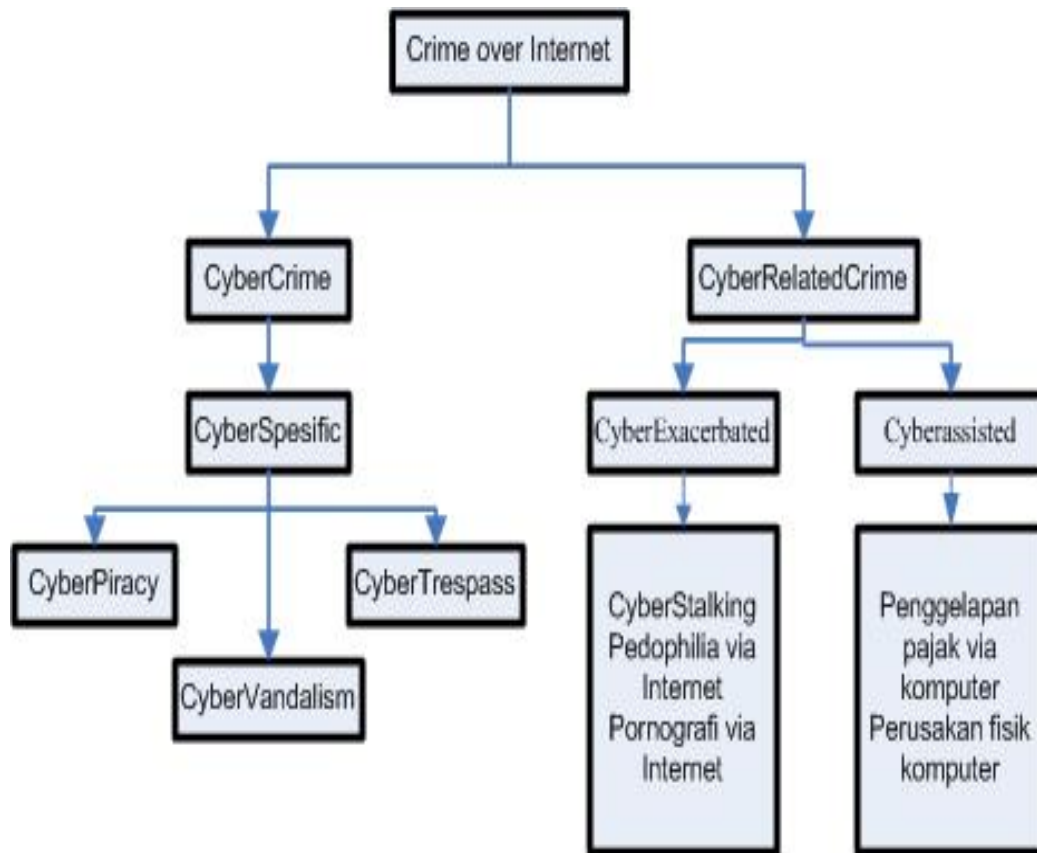 Crime over Internet
CyberCrime
CyberRelatedCrime
CyberSpesific
CyberExacerbated
Cyberassisted
CyberPiracy
CyberTrespass
CyberVandalism
CyberStalking
Pedophilia via
Internet
Pornografi via
Internet
Penggelapan
pajak via
komputer
Perusakan fisik
komputer